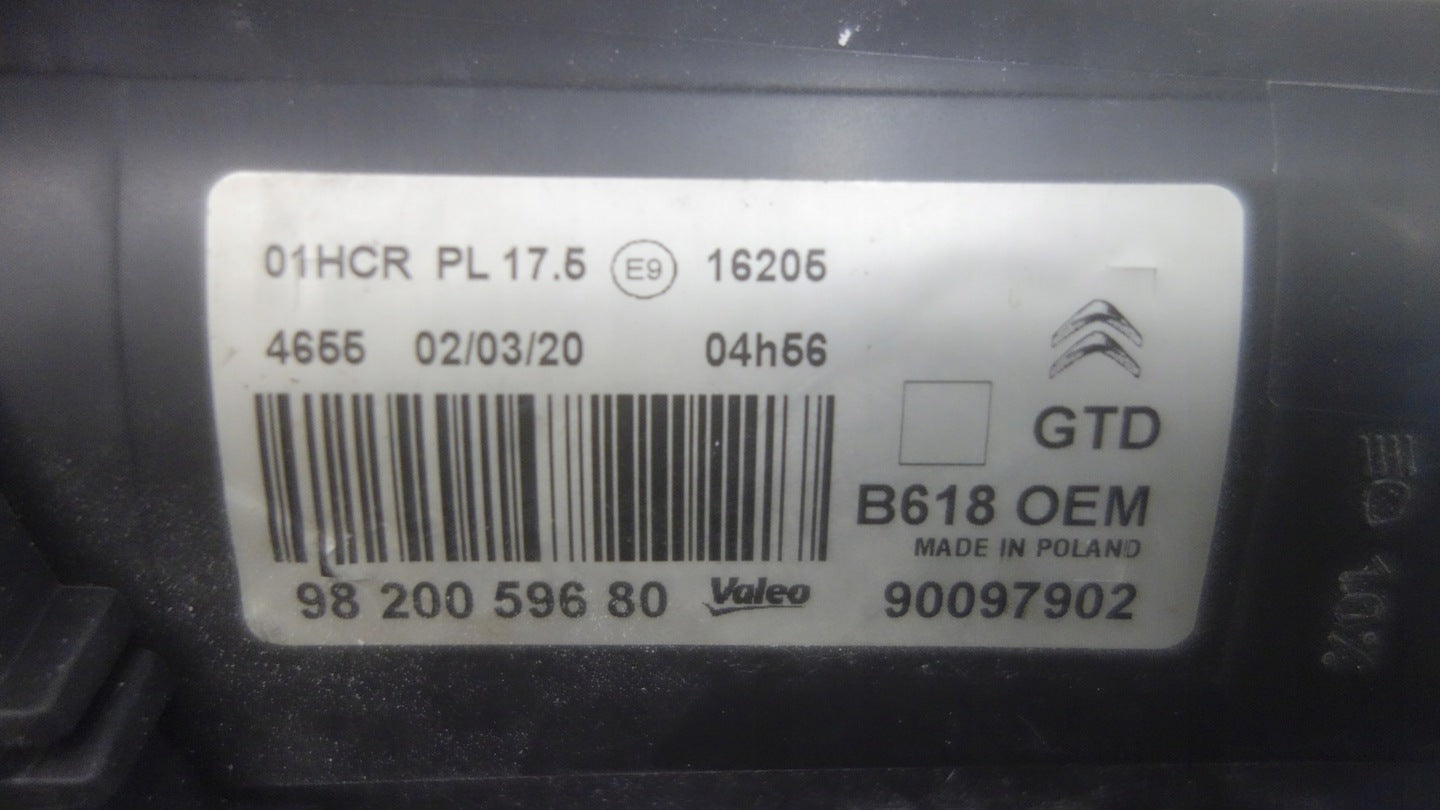 01HCR PL 17.5 E9 16205
4655 02/03/20 04h56
GTD
B618 OEM
MADE IN POLAND
98 200 596 80 Valeo 90097902